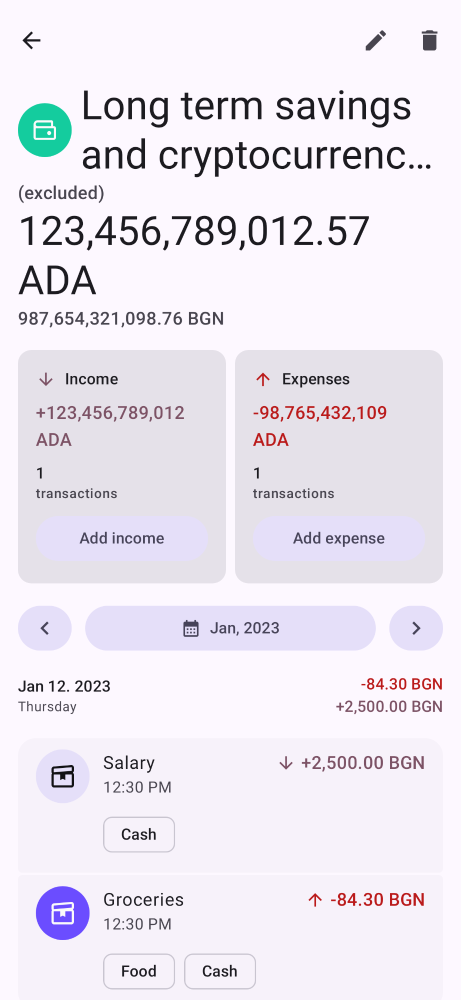 Long term savings
and cryptocurrenc...
(excluded)
123,456,789,012.57
ADA
987,654,321,098.76 BGN
Income
+123,456,789,012
ADA
1
transactions
Add income
Expenses
-98,765,432,109
ADA
1
transactions
Add expense
Jan, 2023
Jan 12. 2023
Thursday
-84.30 BGN
+2,500.00 BGN
Salary
+2,500.00 BGN
12:30 PM
Cash
Groceries
-84.30 BGN
12:30 PM
Food Cash